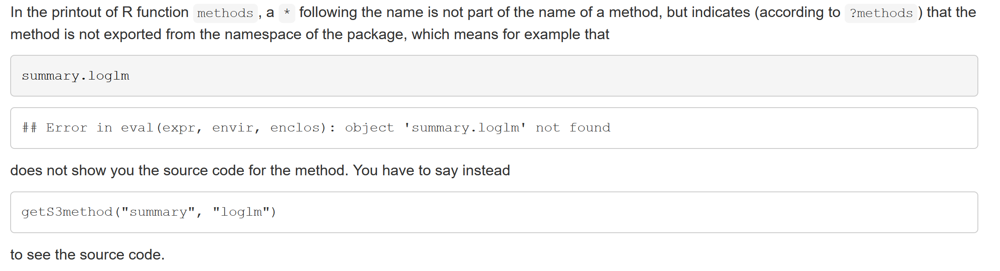 In the printout of R function methods, a * following the name is not part of the name of a method, but indicates (according to ?methods) that the
method is not exported from the namespace of the package, which means for example that
summary.loglm
## Error in eval(expr, envir, enclos): object 'summary.loglm' not found
does not show you the source code for the method. You have to say instead
getS3method("summary", "loglm")
to see the source code.